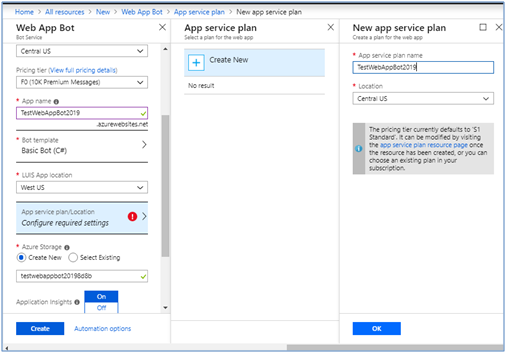 Home > All resources > New > Web App Bot > App service plan > New app service plan
Web App Bot
Bot Service
Central US
Pricing tier (View full pricing details)
F0 (10K Premium Messages)
* App name
TestWebAppBot2019
.azurewebsites.net
* Bot template
Basic Bot (C#)
* LUIS App location
West US
App service plan/Location
Configure required settings
* Azure Storage
Create New Select Existing
testwebappbot20198d8b
Application Insights On
Off
Create Automation options
App service plan
Select a plan for the web app
Create New
No result
New app service plan
Create a plan for the web app
* App service plan name
TestWebAppBot2019
* Location
Central US
The pricing tier currently defaults to 'S1
Standard'. It can be modified by visiting
the app service plan resource page once
the resource has been created, or you can
choose an existing plan in your
subscription.
OK